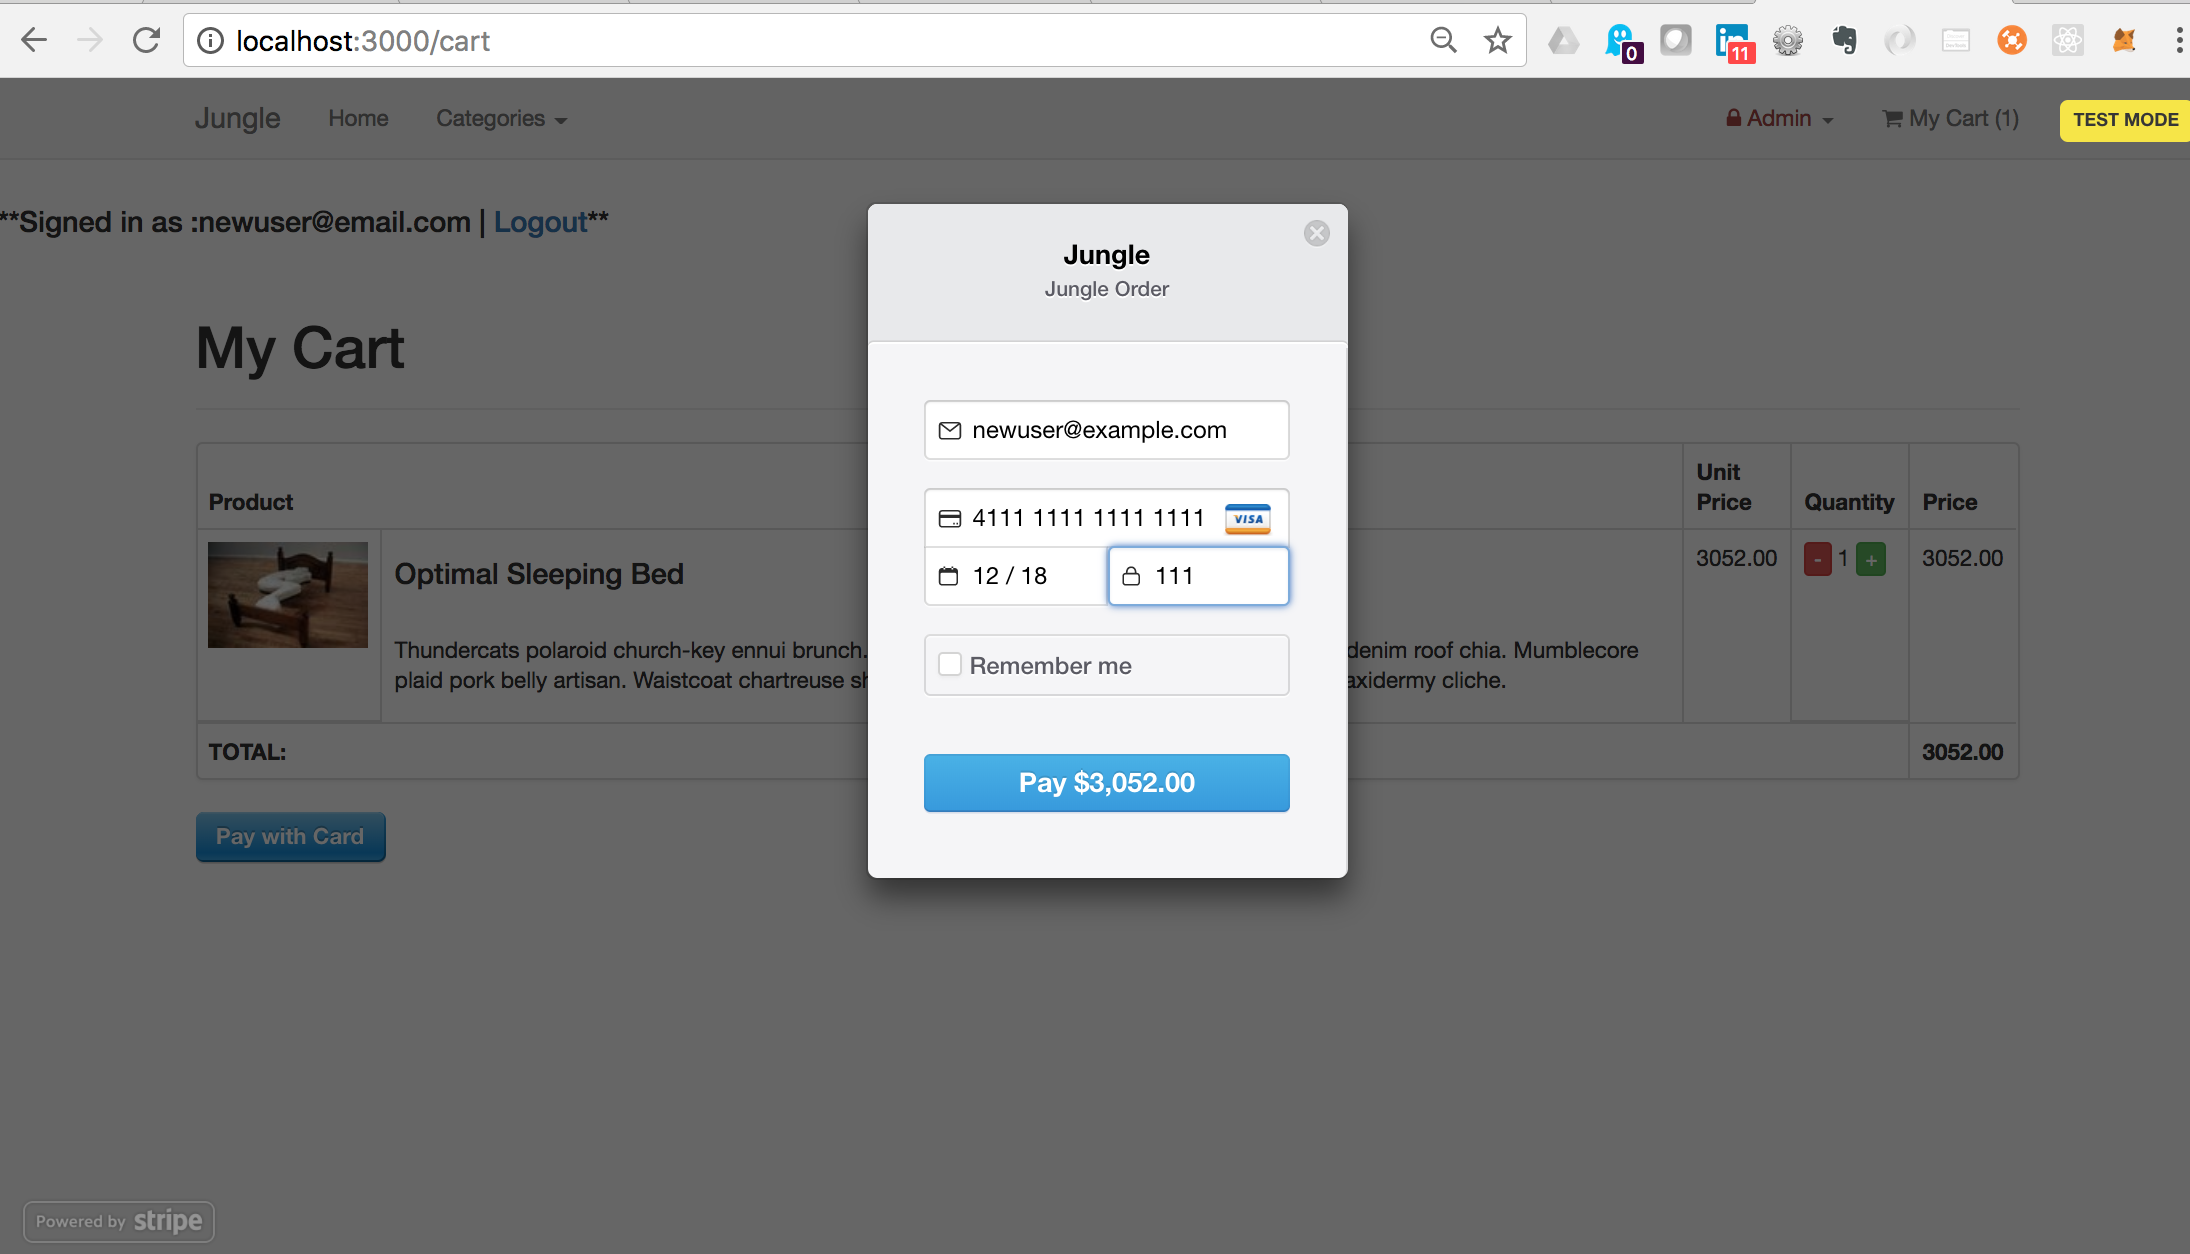 localhost:3000/cart
0
11
Jungle Home Categories Admin My Cart (1) TEST MODE
**Signed in as :newuser@email.com | Logout**
Jungle
Jungle Order
My Cart
newuser@example.com
4111 1111 1111 1111 VISA
12 / 18 111
Remember me
Pay $3,052.00
Product Unit Price Quantity Price
Optimal Sleeping Bed 3052.00 - 1 + 3052.00
Thundercats polaroid church-key ennui brunch. denim roof chia. Mumblecore
plaid pork belly artisan. Waistcoat chartreuse cliche.
TOTAL: 3052.00
Pay with Card
Powered by stripe